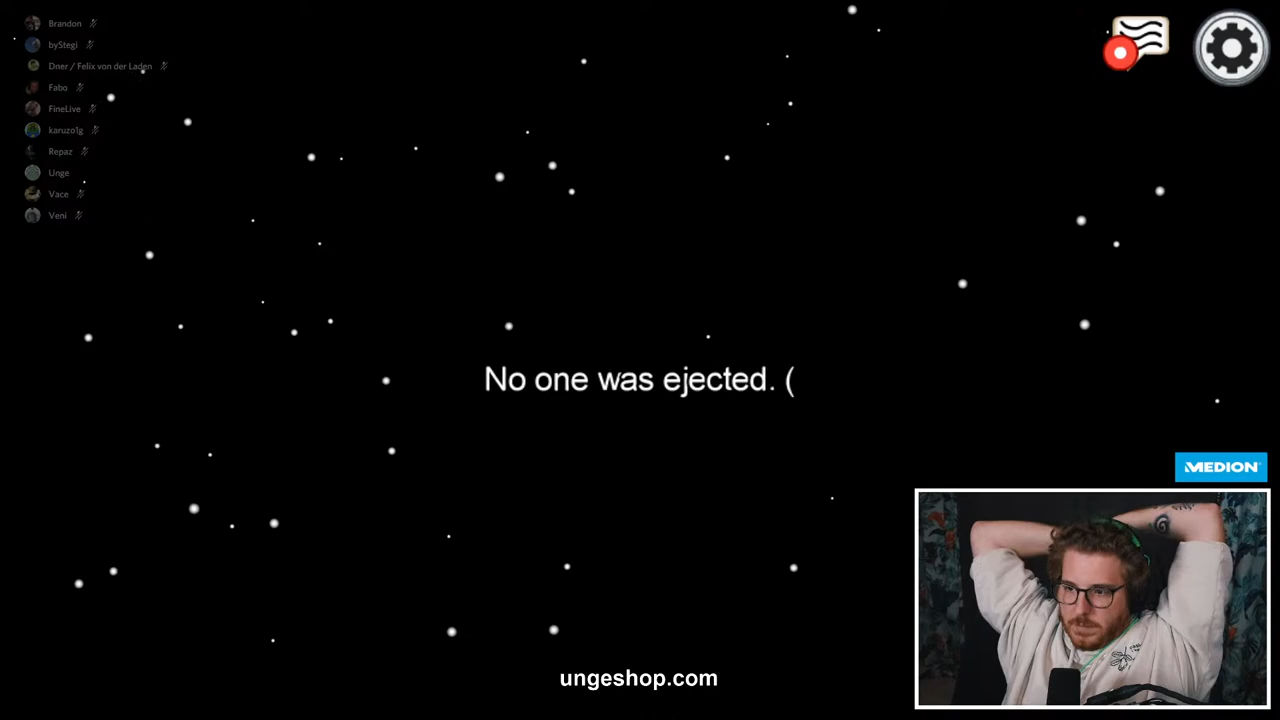 Brandon
byStegi
Dner / Felix von der Laden
Fabo
FineLive
karuzo1g
Repaz
Unge
Vace
Veni
No one was ejected. (
MEDION
ungeshop.com